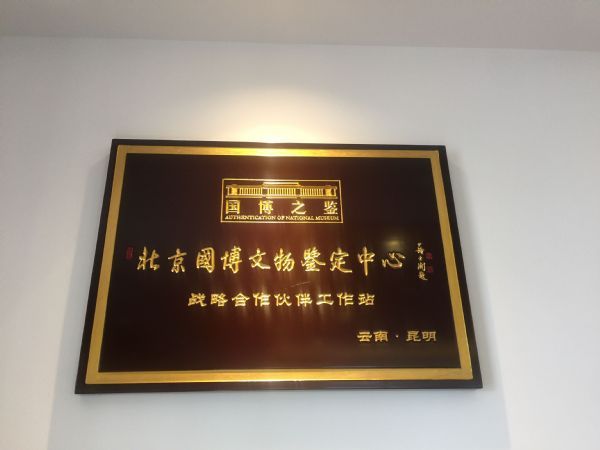 国博之鉴
AUTHENTICATION OF NATIONAL MUSEUM
北京國博文物鑒定中心
战略合作伙伴工作站
云南·昆明